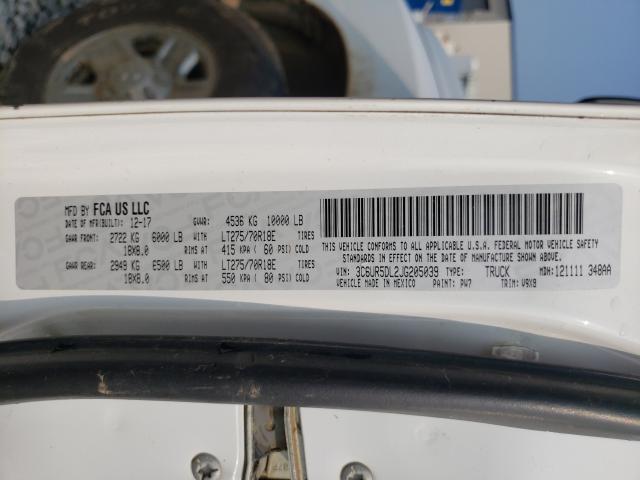 MFD BY FCA US LLC
DATE OF MFR(BUILT): 12-17 GVWR: 4536 KG 10000 LB
GAWR FRONT: 2722 KG 6000 LB WITH LT275/70R18E TIRES
18X8.0 RIMS AT 415 KPA ( 60 PSI) COLD
GAWR REAR: 2949 KG 6500 LB WITH LT275/70R18E TIRES
18X8.0 RIMS AT 550 KPA ( 80 PSI) COLD
THIS VEHICLE CONFORMS TO ALL APPLICABLE U.S.A. FEDERAL MOTOR VEHICLE SAFETY
STANDARDS IN EFFECT ON THE DATE OF MANUFACTURE SHOWN ABOVE.
VIN: 3C6UR5DL2JG205039 TYPE: TRUCK MDH: 121111 348AA
VEHICLE MADE IN MEXICO PAINT: PW7 TRIM: V9X8